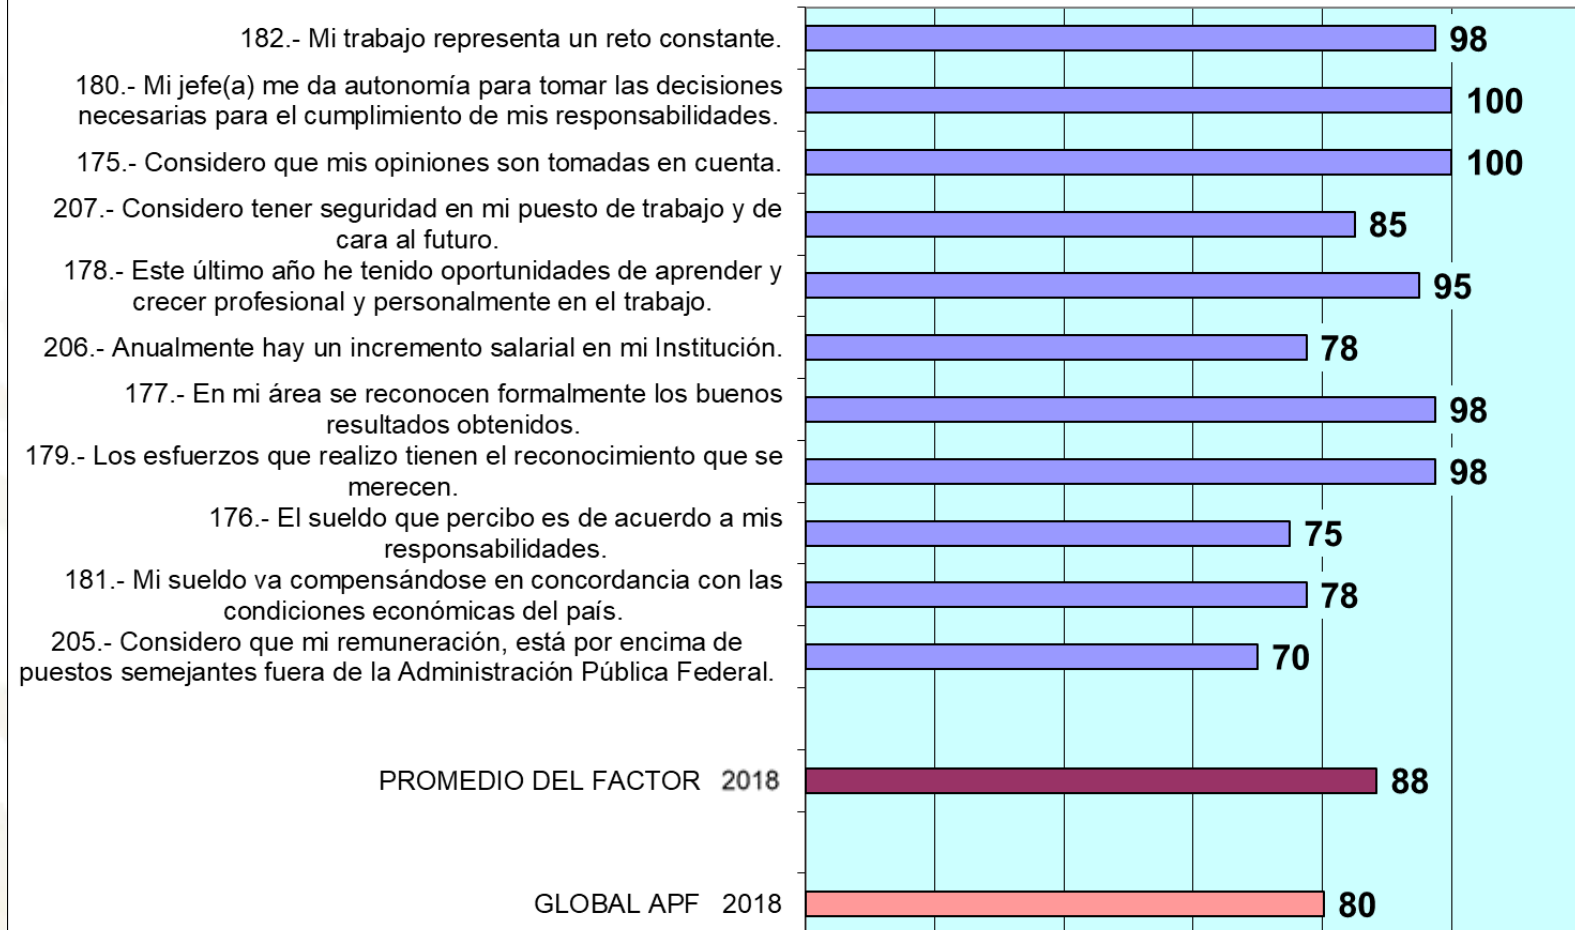 182.- Mi trabajo representa un reto constante.
98
180.- Mi jefe(a) me da autonomía para tomar las decisiones
necesarias para el cumplimiento de mis responsabilidades.
100
175.- Considero que mis opiniones son tomadas en cuenta.
100
207.- Considero tener seguridad en mi puesto de trabajo y de
cara al futuro.
85
178.- Este último año he tenido oportunidades de aprender y
crecer profesional y personalmente en el trabajo.
95
206.- Anualmente hay un incremento salarial en mi Institución.
78
177.- En mi área se reconocen formalmente los buenos
resultados obtenidos.
98
179.- Los esfuerzos que realizo tienen el reconocimiento que se
merecen.
98
176.- El sueldo que percibo es de acuerdo a mis
responsabilidades.
75
181.- Mi sueldo va compensándose en concordancia con las
condiciones económicas del país.
78
205.- Considero que mi remuneración, está por encima de
puestos semejantes fuera de la Administración Pública Federal.
70
PROMEDIO DEL FACTOR 2018
88
GLOBAL APF 2018
80